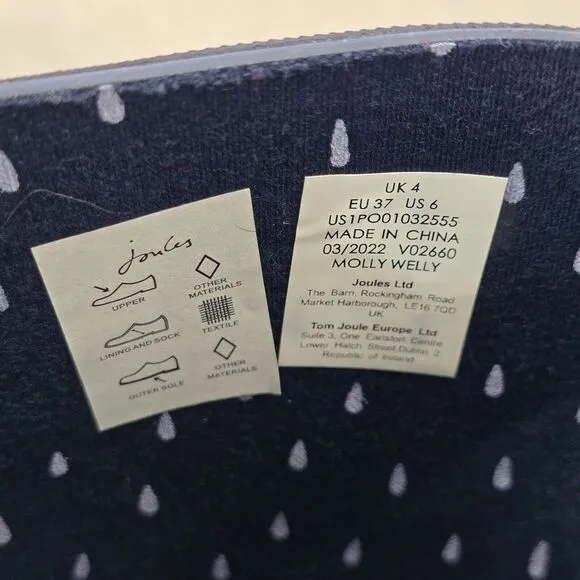 Joules
UPPER
OTHER
MATERIALS
LINING AND SOCK
TEXTILE
OUTER SOLE
OTHER
MATERIALS
UK 4
EU 37 US 6
US1PO01032555
MADE IN CHINA
03/2022 V02660
MOLLY WELLY
Joules Ltd
The Barn, Rockingham Road
Market Harborough, LE16 7QD
UK
Tom Joule Europe Ltd
Suite 3, One Earlsfort Centre
Lower Hatch Street, Dublin 2
Republic of Ireland